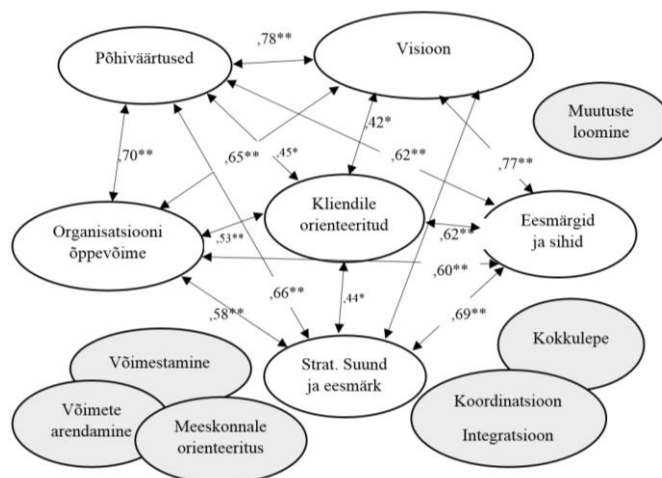 ,78**
Põhiväärtused
Visioon
Muutuste
loomine
,42*
,70**
,65**
,45*
,62**
,77**
Kliendile
orienteeritud
Organisatsiooni
õppevõime
Eesmärgid
ja sihid
,53**
,62**
,60**
,66**
,44*
,58**
,69**
Kokkulepe
Võimestamine
Strat. Suund
ja eesmärk
Võimete
arendamine
Meeskonnale
orienteeritus
Koordinatsioon
Integratsioon